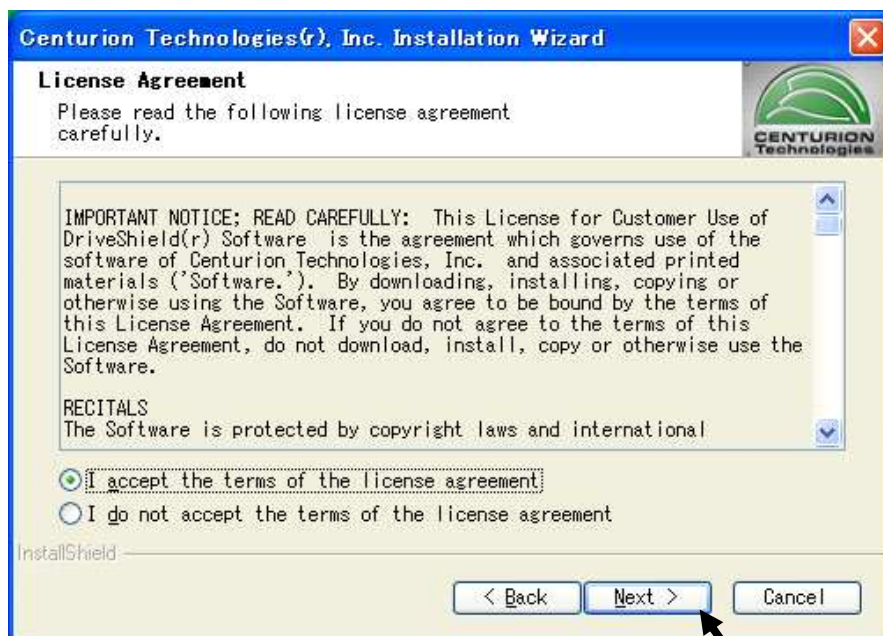 Centurion Technologies(r), Inc. Installation Wizard
License Agreement
Please read the following license agreement
carefully.
CENTURION
Technologies
IMPORTANT NOTICE; READ CAREFULLY:  This License for Customer Use of
DriveShield(r) Software  is the agreement which governs use of the
software of Centurion Technologies, Inc.  and associated printed
materials ('Software.').  By downloading, installing, copying or
otherwise using the Software, you agree to be bound by the terms of
this License Agreement.  If you do not agree to the terms of this
License Agreement, do not download, install, copy or otherwise use the
Software.
RECITALS
The Software is protected by copyright laws and international
I accept the terms of the license agreement
I do not accept the terms of the license agreement
InstallShield
< Back
Next >
Cancel